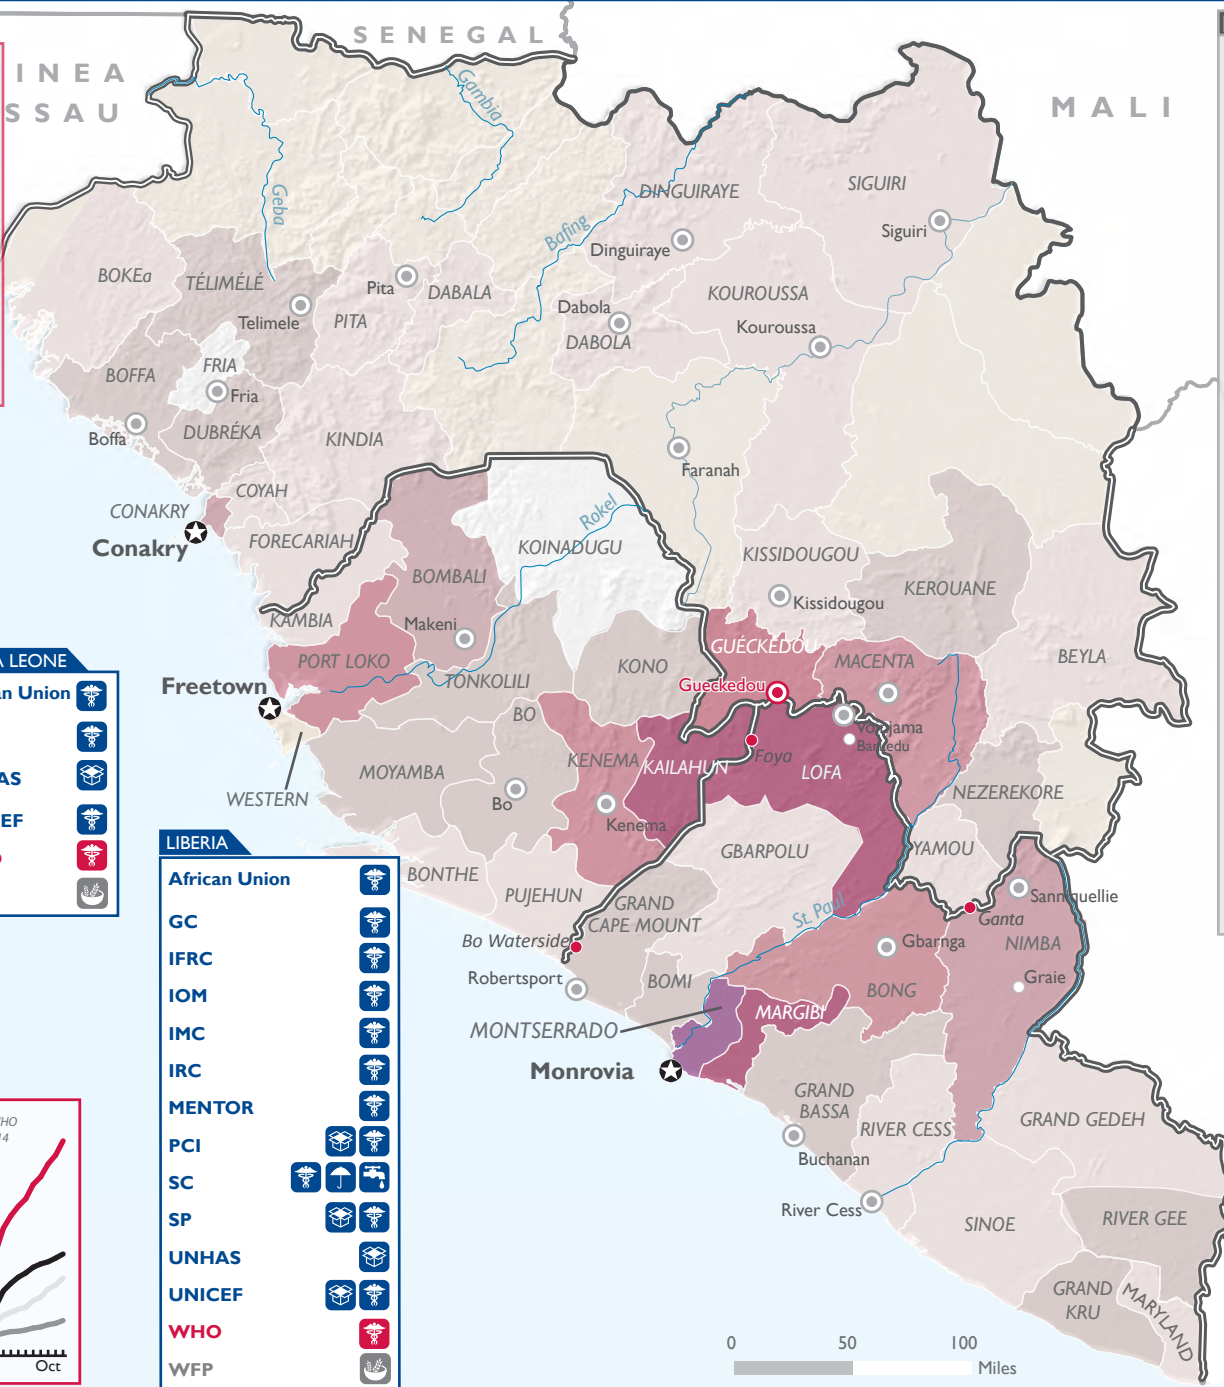 SENEGAL
INEA
SSAU
MALI
Gambia
Geba
Bafing
DINGUIRAYE
SIGUIRI
Siguiri
Dinguiraye
BOKEa
TÉLIMÉLÉ
Pita
DABALA
KOUROUSSA
Telimele
PITA
Dabola
Kouroussa
DABOLA
FRIA
BOFFA
Fria
Boffa
DUBRÉKA
KINDIA
Faranah
COYAH
CONAKRY
Rokel
Conakry
FORECARIAH
KOINADUGU
KISSIDOUGOU
BOMBALI
KEROUANE
Kissidougou
KAMBIA
Makeni
GUÉCKÉDOU
PORT LOKO
KONO
MACENTA
BEYLA
TONKOLILI
Gueckedou
Freetown
BO
Voinjama
Barkedu
Foya
KENEMA
KAILAHUN
LOFA
MOYAMBA
WESTERN
Bo
NEZEREKORE
Kenema
GBARPOLU
YAMOU
BONTHE
PUJEHUN
Sanniquellie
GRAND
CAPE MOUNT
St. Paul
Ganta
Bo Waterside
Gbarnga
NIMBA
Robertsport
BOMI
BONG
Graie
MONTSERRADO
MARGIBI
Monrovia
GRAND
BASSA
RIVER CESS
GRAND GEDEH
Buchanan
River Cess
SINOE
RIVER GEE
GRAND
KRU
MARYLAND
0 50 100
Miles
A LEONE
an Union
AS
EF
LIBERIA
African Union
GC
IFRC
IOM
IMC
IRC
MENTOR
PCI
SC
SP
UNHAS
UNICEF
WHO
WFP
HO
14
Oct